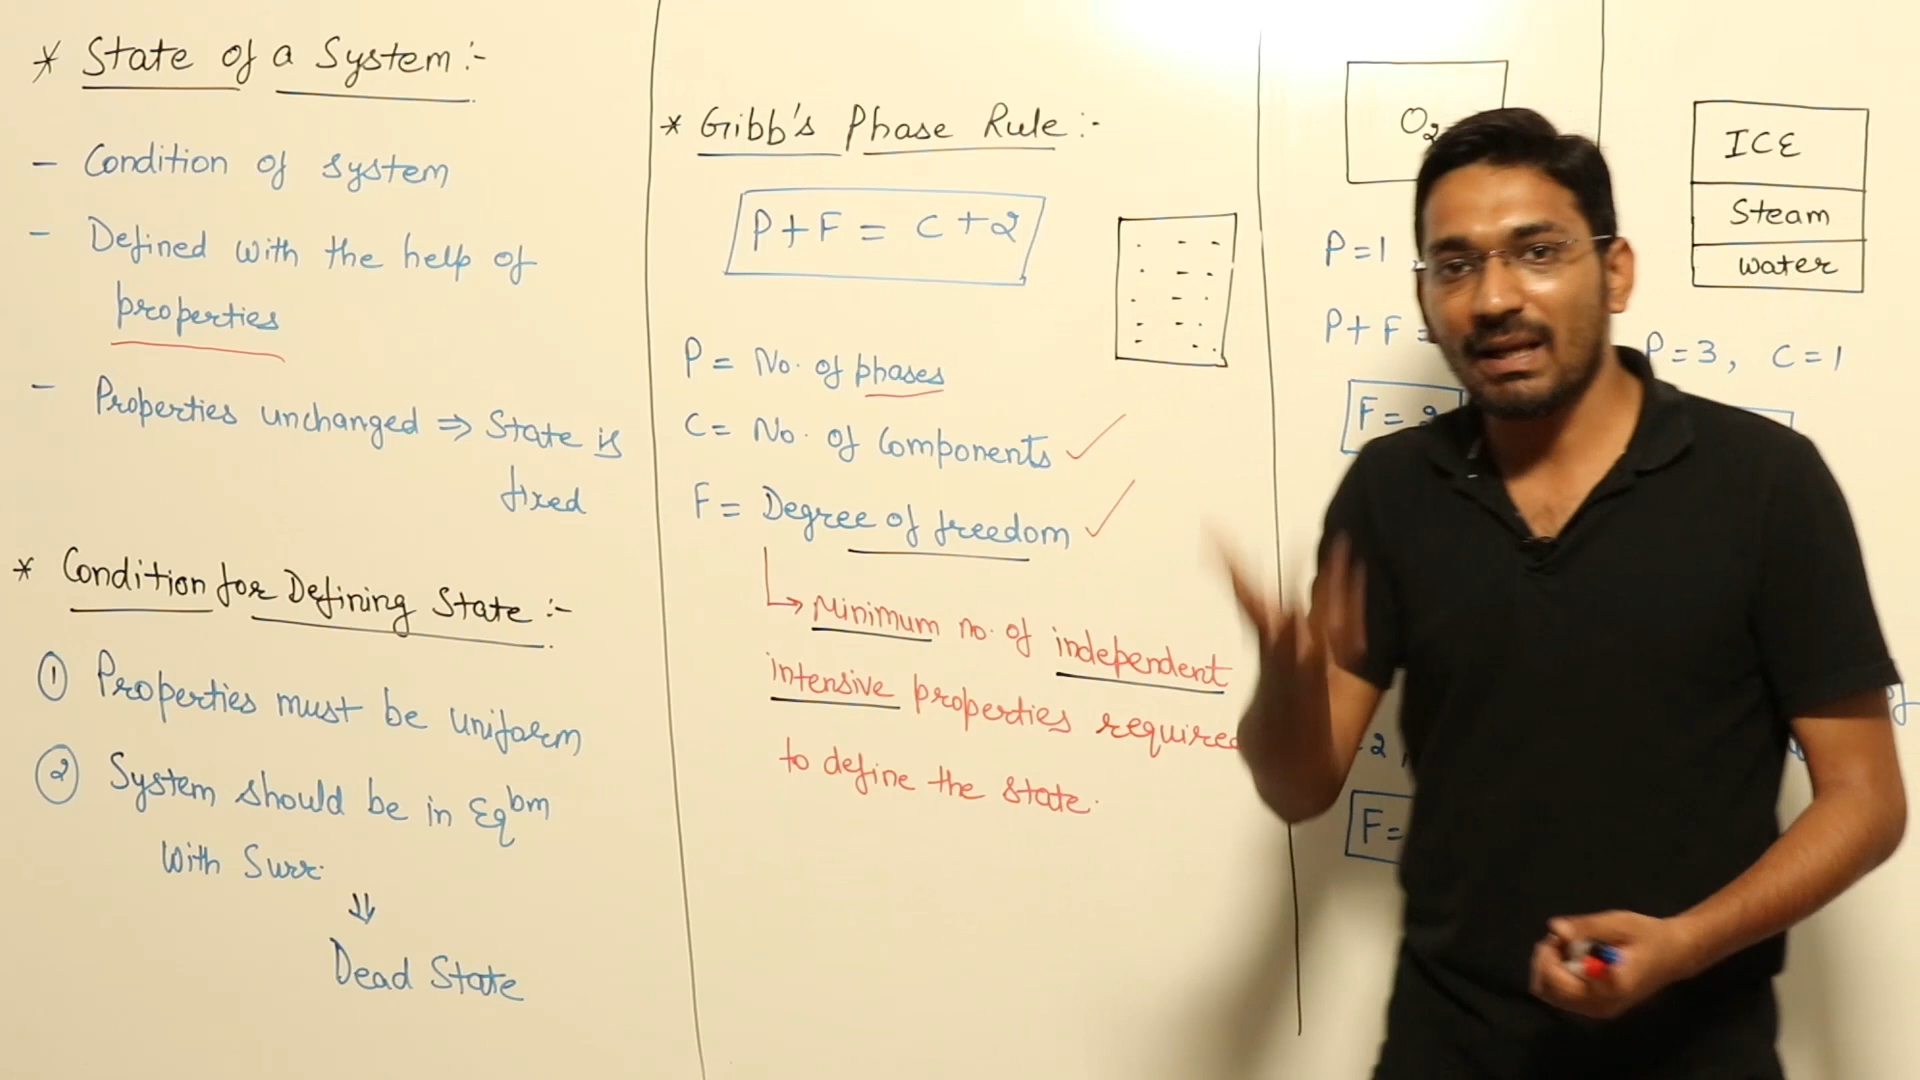 * State of a System :-
- Condition of system
- Defined with the help of
properties
- Properties unchanged ⇒ State is
fixed
* Condition for Defining State :-
① Properties must be uniform
② System should be in Eqbm
with Surr.
⇓
Dead State
* Gibb's Phase Rule :-
P + F = C + 2
P = No. of phases
C = No. of Components ✓
F = Degree of freedom ✓
↳ Minimum no. of independent
intensive properties required
to define the state.
O2
P = 1
P + F =
F = 2
2
F =
ICE
Steam
water
P = 3, C = 1